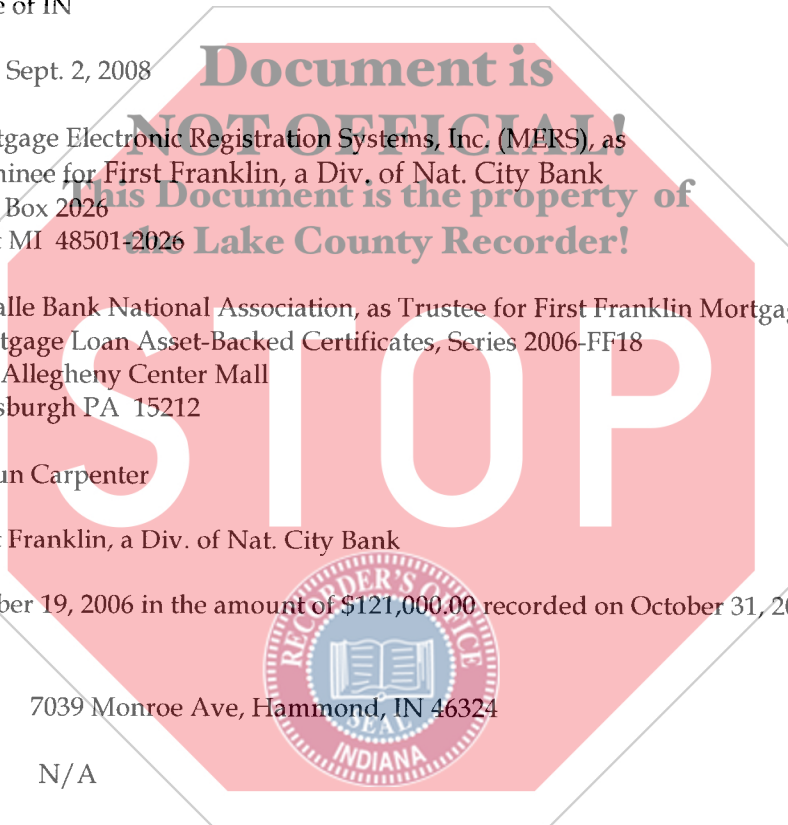 e of IN
Sept. 2, 2008
Document is
NOT OFFICIAL!
This Document is the property of
the Lake County Recorder!
tgage Electronic Registration Systems, Inc. (MERS), as
inee for First Franklin, a Div. of Nat. City Bank
Box 2026
MI 48501-2026
alle Bank National Association, as Trustee for First Franklin Mortga
tgage Loan Asset-Backed Certificates, Series 2006-FF18
Allegheny Center Mall
sburgh PA 15212
STOP
un Carpenter
Franklin, a Div. of Nat. City Bank
ber 19, 2006 in the amount of $121,000.00 recorded on October 31, 20
RECORDER'S OFFICE
SEAL
INDIANA
7039 Monroe Ave, Hammond, IN 46324
N/A